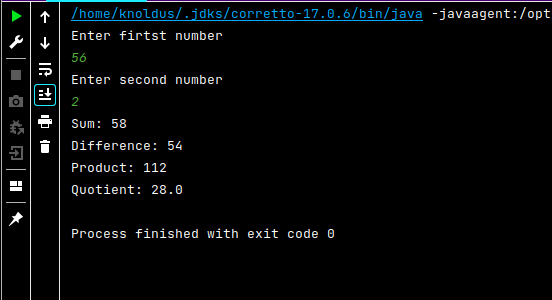 /home/knoldus/.jdks/corretto-17.0.6/bin/java -javaagent:/opt
Enter firtst number
56
Enter second number
2
Sum: 58
Difference: 54
Product: 112
Quotient: 28.0
Process finished with exit code 0